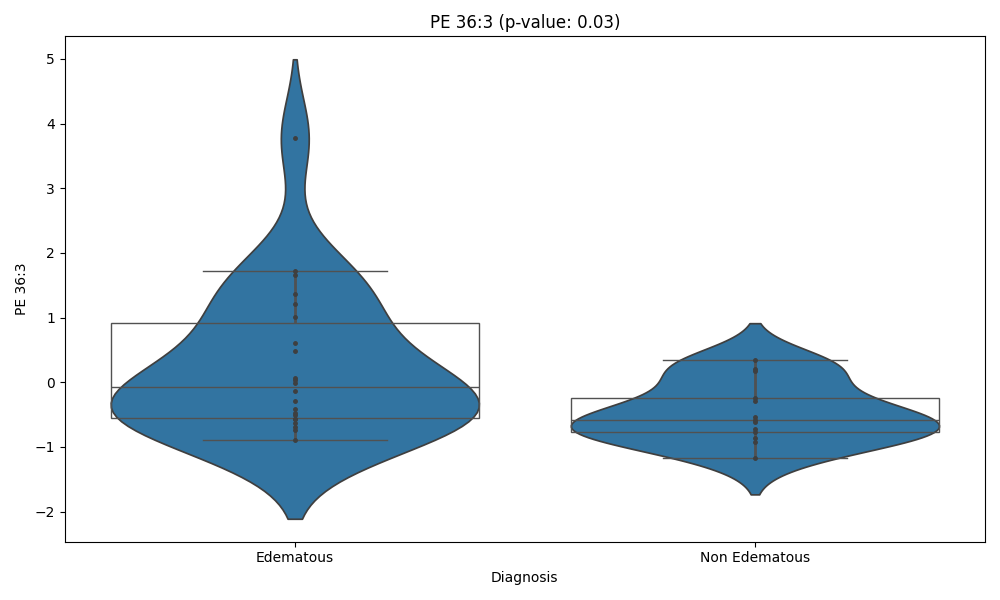 PE 36:3 (p-value: 0.03)
PE 36:3
5
4
3
2
1
0
−1
−2
Edematous
Non Edematous
Diagnosis